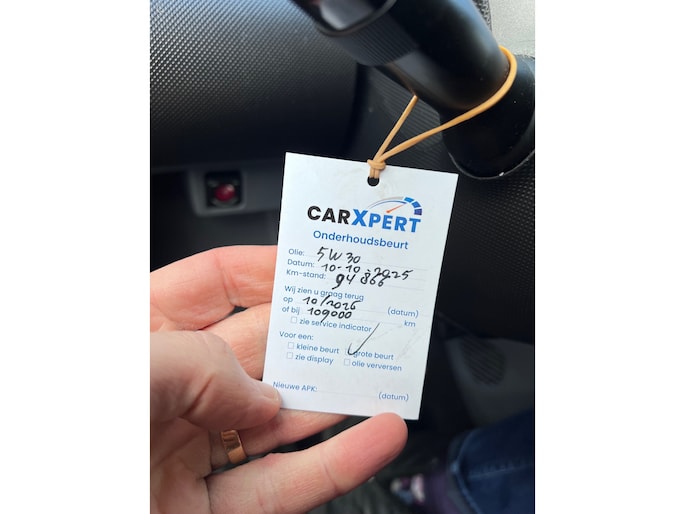 CARXPERT
Onderhoudsbeurt
Olie: 5W30
Datum: 10-10-2025
Km-stand: 94 866
Wij zien u graag terug
op 10/2026 (datum)
of bij 109000 km
zie service indicator
Voor een:
kleine beurt grote beurt
zie display olie verversen
Nieuwe APK: (datum)